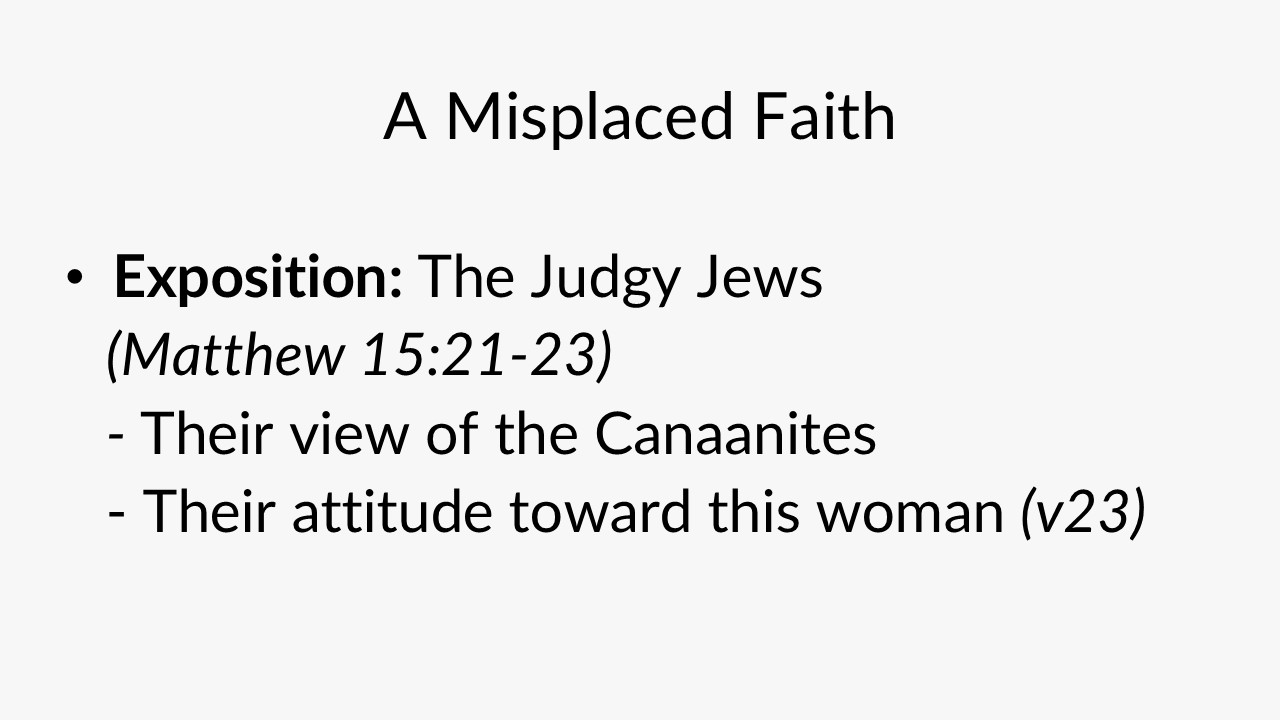 A Misplaced Faith
• Exposition: The Judgy Jews
(Matthew 15:21-23)
- Their view of the Canaanites
- Their attitude toward this woman (v23)